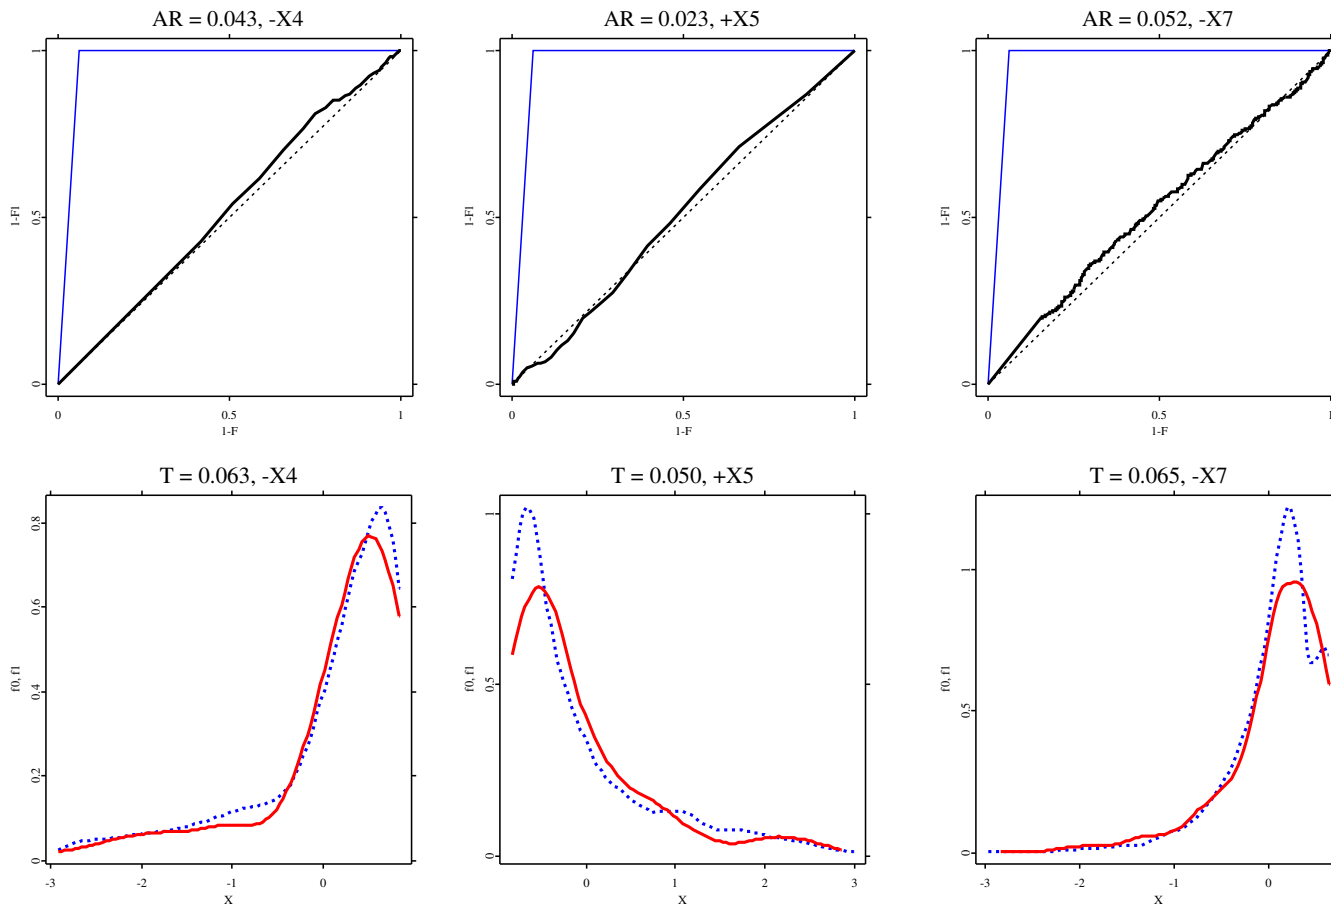 AR = 0.043, -X4
AR = 0.023, +X5
AR = 0.052, -X7
1-F1
0 0.5 1
0 0.5 1
1-F
1-F1
0 0.5 1
0 0.5 1
1-F
1-F1
0 0.5 1
0 0.5 1
1-F
T = 0.063, -X4
T = 0.050, +X5
T = 0.065, -X7
f0, f1
0 0.2 0.4 0.6 0.8
-3 -2 -1 0
X
f0, f1
0 0.5 1
0 1 2 3
X
f0, f1
0 0.5 1
-3 -2 -1 0
X